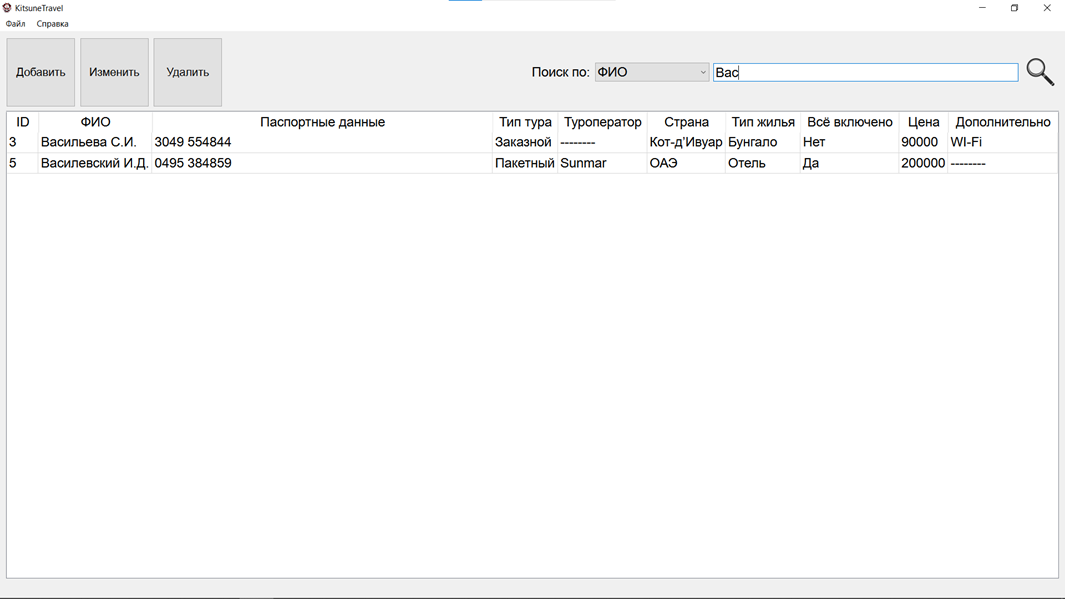 KitsuneTravel
Файл Справка
Добавить Изменить Удалить Поиск по: ФИО Вас
ID ФИО Паспортные данные Тип тура Туроператор Страна Тип жилья Всё включено Цена Дополнительно
3 Васильева С.И. 3049 554844 Заказной -------- Кот-д'Ивуар Бунгало Нет 90000 WI-Fi
5 Василевский И.Д. 0495 384859 Пакетный Sunmar ОАЭ Отель Да 200000 --------